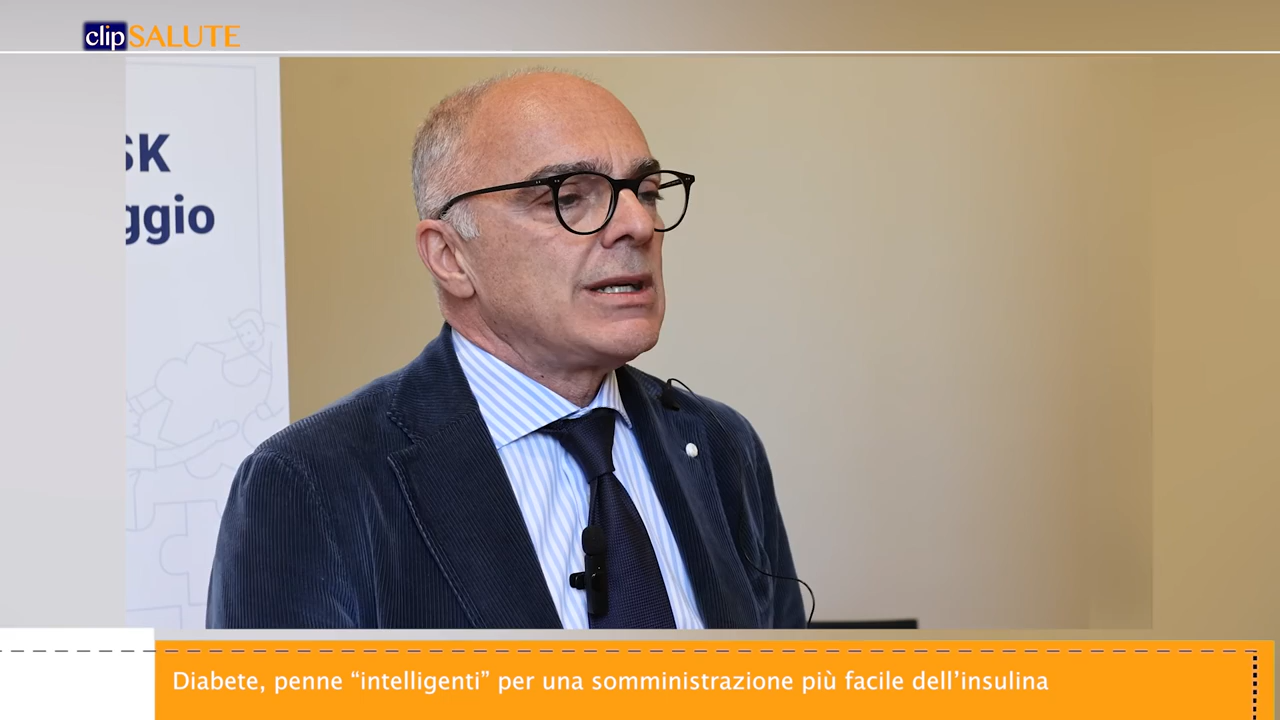 clipSALUTE
SK
ggio
Diabete, penne “intelligenti” per una somministrazione più facile dell’insulina